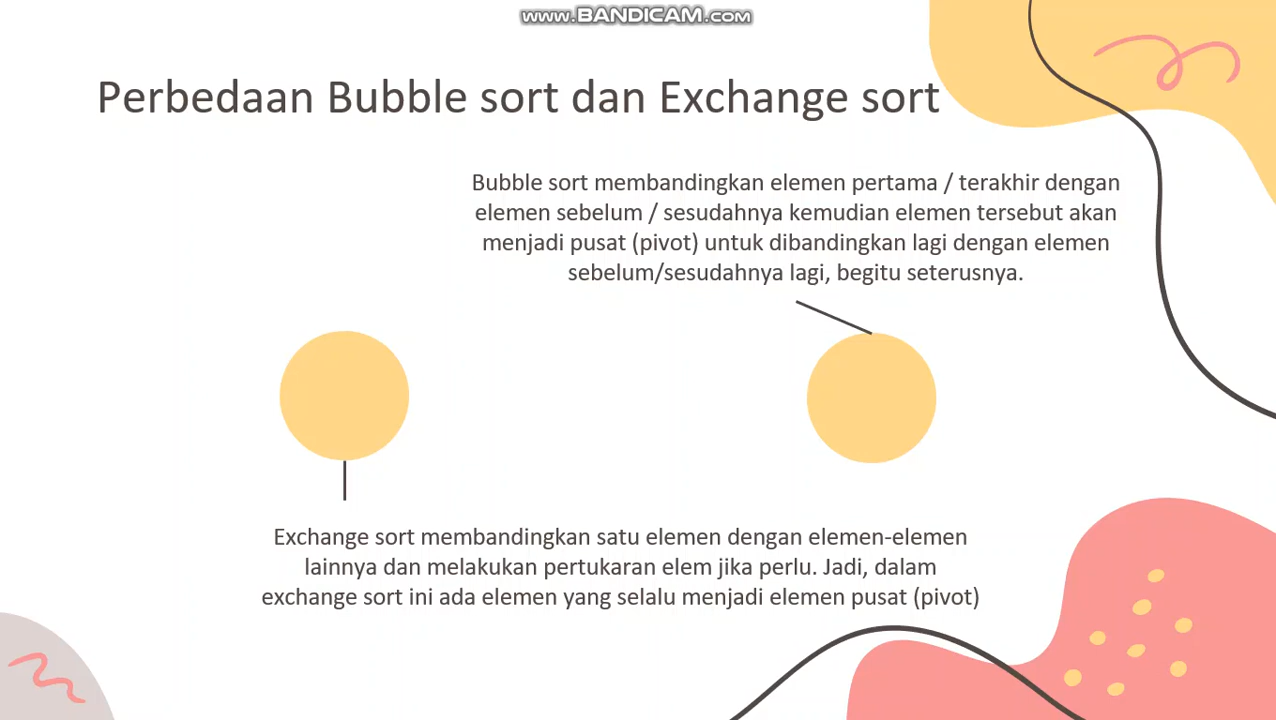 www.BANDICAM.com
Perbedaan Bubble sort dan Exchange sort
Bubble sort membandingkan elemen pertama / terakhir dengan
elemen sebelum / sesudahnya kemudian elemen tersebut akan
menjadi pusat (pivot) untuk dibandingkan lagi dengan elemen
sebelum/sesudahnya lagi, begitu seterusnya.
Exchange sort membandingkan satu elemen dengan elemen-elemen
lainnya dan melakukan pertukaran elem jika perlu. Jadi, dalam
exchange sort ini ada elemen yang selalu menjadi elemen pusat (pivot)